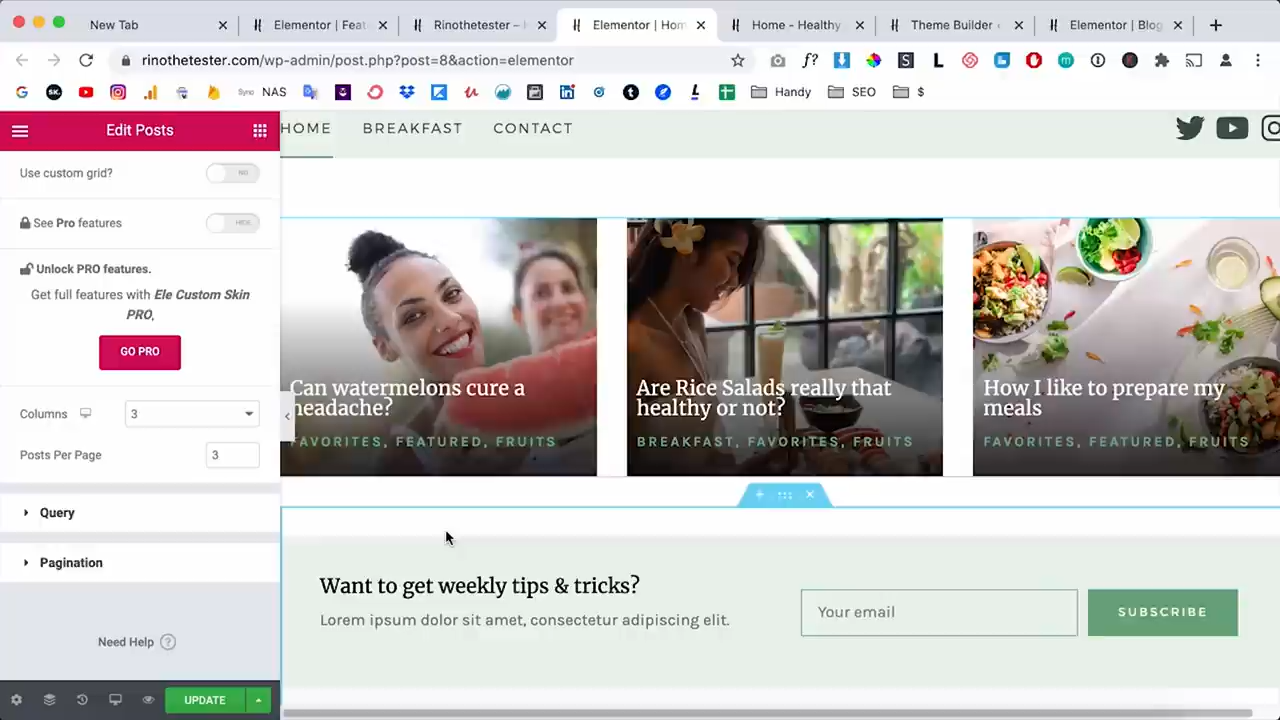 New Tab
Elementor | Feat
Rinothetester –
Elementor | Hom
Home - Healthy
Theme Builder
Elementor | Blog
rinothetester.com/wp-admin/post.php?post=8&action=elementor
f?
NAS
Handy
SEO
$
Edit Posts
HOME
BREAKFAST
CONTACT
Use custom grid?
NO
See Pro features
HIDE
Unlock PRO features.
Get full features with Ele Custom Skin
PRO,
GO PRO
Columns
3
Posts Per Page
3
Query
Pagination
Need Help ?
UPDATE
Can watermelons cure a
headache?
FAVORITES, FEATURED, FRUITS
Are Rice Salads really that
healthy or not?
BREAKFAST, FAVORITES, FRUITS
How I like to prepare my
meals
FAVORITES, FEATURED, FRUITS
Want to get weekly tips & tricks?
Lorem ipsum dolor sit amet, consectetur adipiscing elit.
Your email
SUBSCRIBE